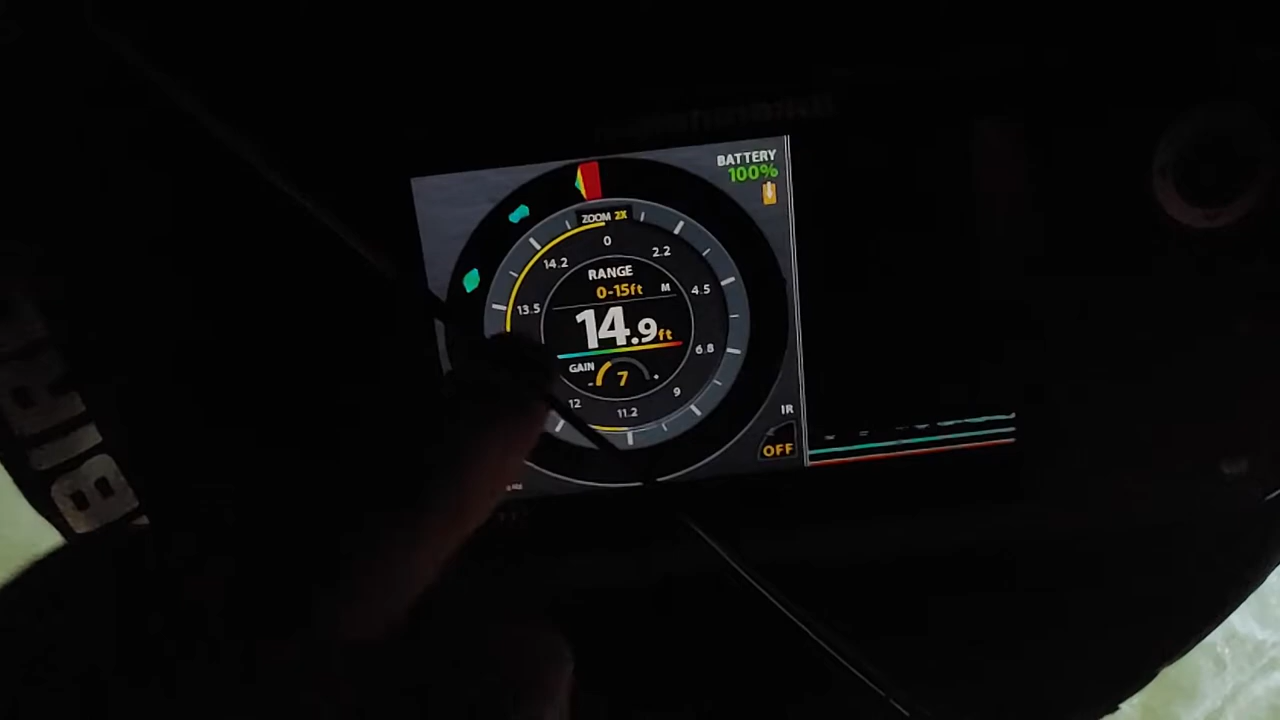 BATTERY
100%
ZOOM 2X
0
2.2
4.5
6.8
9
11.2
12
13.5
14.2
RANGE
0-15ft M
14.9ft
GAIN
- 7 +
IR
OFF